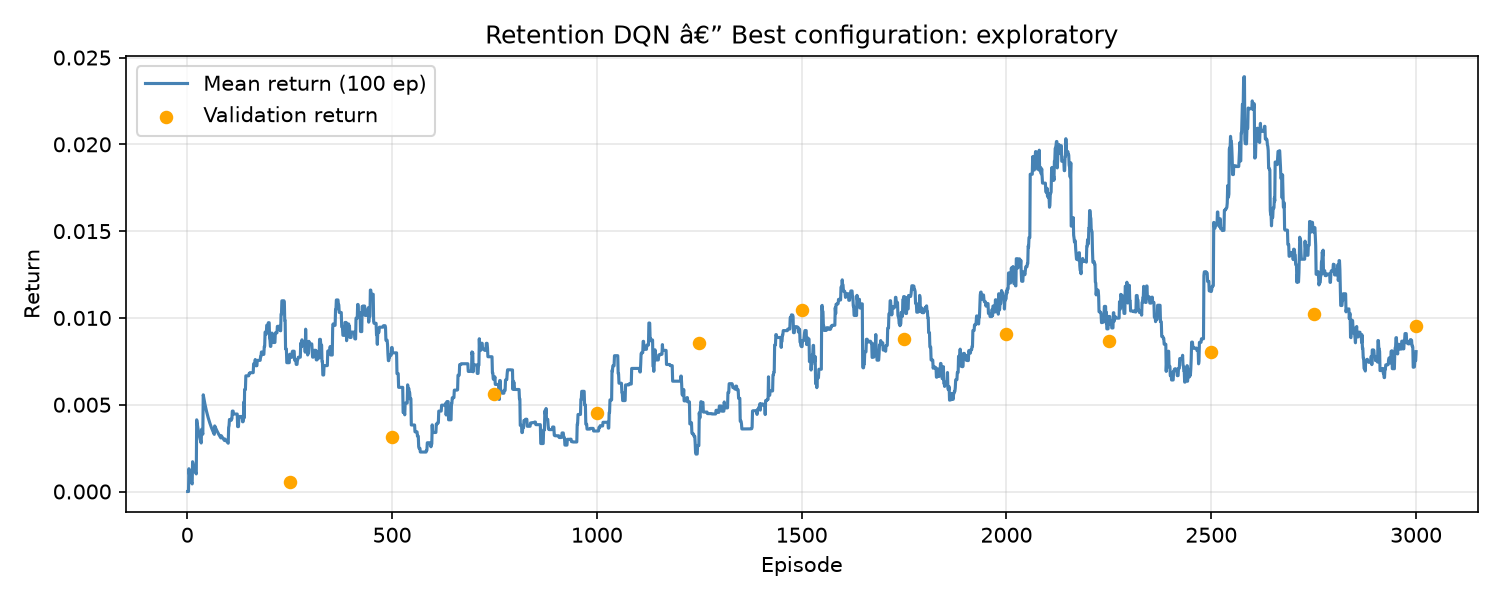 Retention DQN â€” Best configuration: exploratory
Mean return (100 ep)
Validation return
Return
0.025
0.020
0.015
0.010
0.005
0.000
0
500
1000
1500
2000
2500
3000
Episode